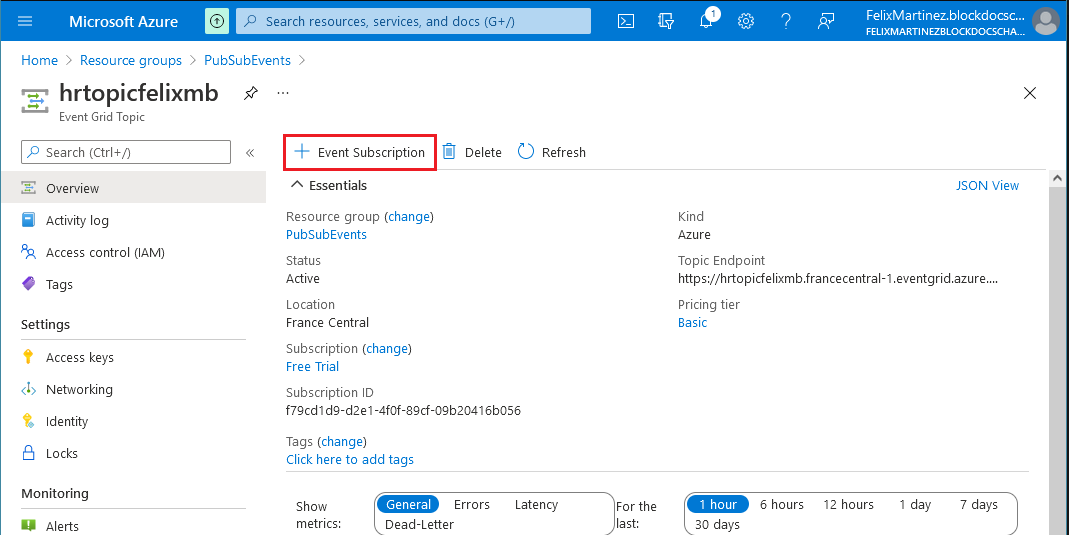 Microsoft Azure
Search resources, services, and docs (G+/)
1
FelixMartinez.blockdocsc...
FELIXMARTINEZBLOCKDOCSCHA...
Home > Resource groups > PubSubEvents >
hrtopicfelixmb
...
Event Grid Topic
Search (Ctrl+/)
«
+ Event Subscription
Delete
Refresh
Overview
Activity log
Access control (IAM)
Tags
Settings
Access keys
Networking
Identity
Locks
Monitoring
Alerts
Essentials
JSON View
Resource group (change)
PubSubEvents
Status
Active
Location
France Central
Subscription (change)
Free Trial
Subscription ID
f79cd1d9-d2e1-4f0f-89cf-09b20416b056
Tags (change)
Click here to add tags
Kind
Azure
Topic Endpoint
https://hrtopicfelixmb.francecentral-1.eventgrid.azure....
Pricing tier
Basic
Show metrics:
General Errors Latency
Dead-Letter
For the last:
1 hour 6 hours 12 hours 1 day 7 days
30 days